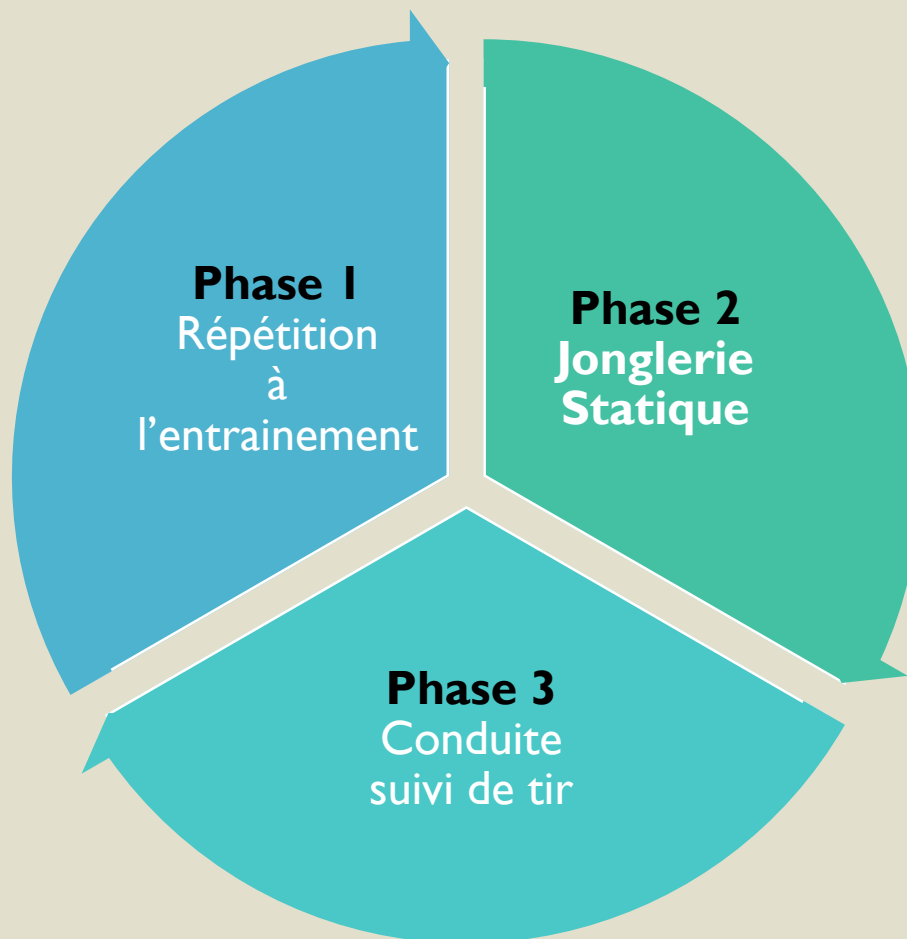 Phase 1
Répétition
à
l'entrainement
Phase 2
Jonglerie
Statique
Phase 3
Conduite
suivi de tir